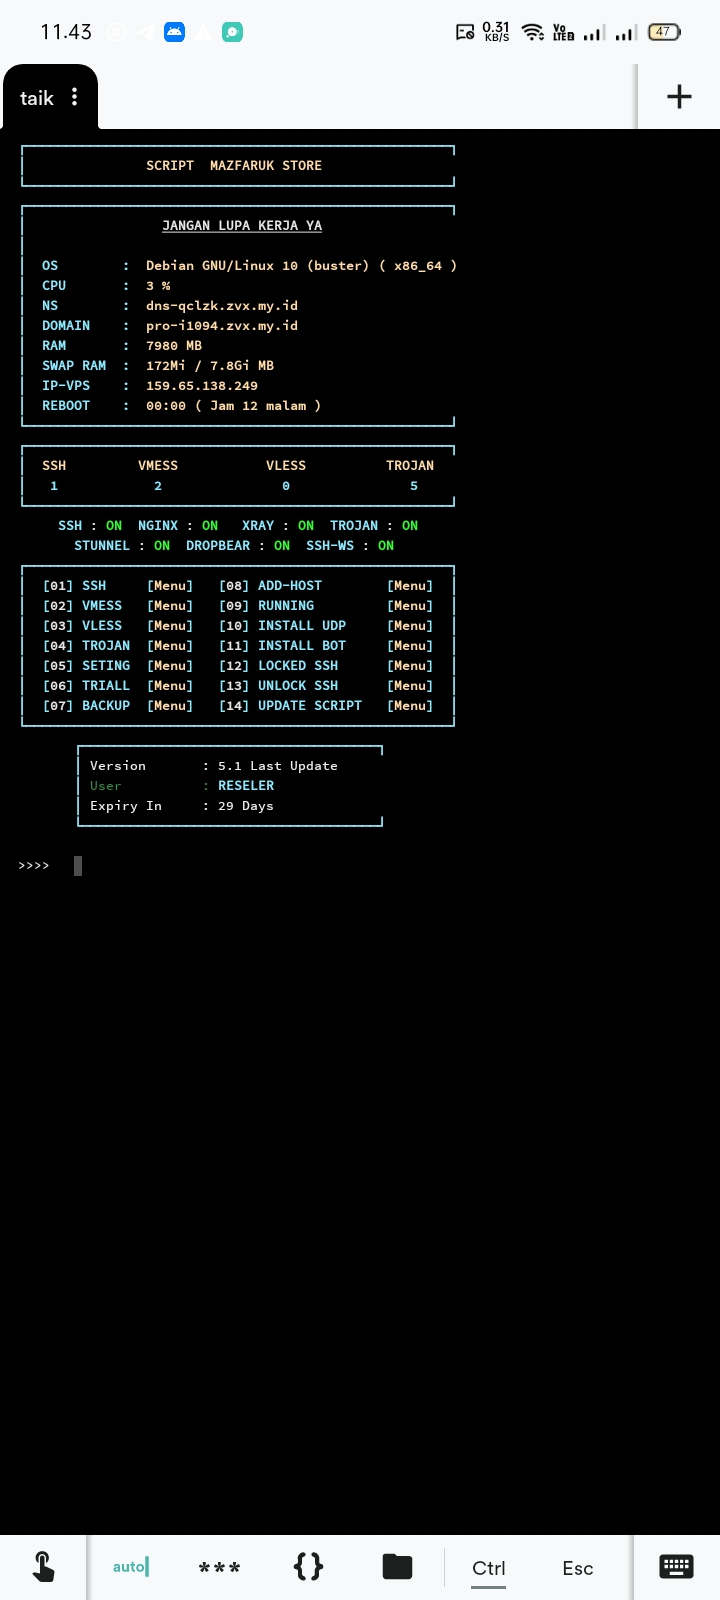 11.43
0.31
KB/S
Vo
LTE2
47
taik
SCRIPT  MAZFARUK STORE
JANGAN LUPA KERJA YA
OS : Debian GNU/Linux 10 (buster) ( x86_64 )
CPU : 3 %
NS : dns-qclzk.zvx.my.id
DOMAIN : pro-i1094.zvx.my.id
RAM : 7980 MB
SWAP RAM : 172Mi / 7.8Gi MB
IP-VPS : 159.65.138.249
REBOOT : 00:00 ( Jam 12 malam )
SSH VMESS VLESS TROJAN
1 2 0 5
SSH : ON NGINX : ON XRAY : ON TROJAN : ON
STUNNEL : ON DROPBEAR : ON SSH-WS : ON
[01] SSH [Menu] [08] ADD-HOST [Menu]
[02] VMESS [Menu] [09] RUNNING [Menu]
[03] VLESS [Menu] [10] INSTALL UDP [Menu]
[04] TROJAN [Menu] [11] INSTALL BOT [Menu]
[05] SETING [Menu] [12] LOCKED SSH [Menu]
[06] TRIALL [Menu] [13] UNLOCK SSH [Menu]
[07] BACKUP [Menu] [14] UPDATE SCRIPT [Menu]
Version : 5.1 Last Update
User : RESELER
Expiry In : 29 Days
>>>>
auto *** {} Ctrl Esc